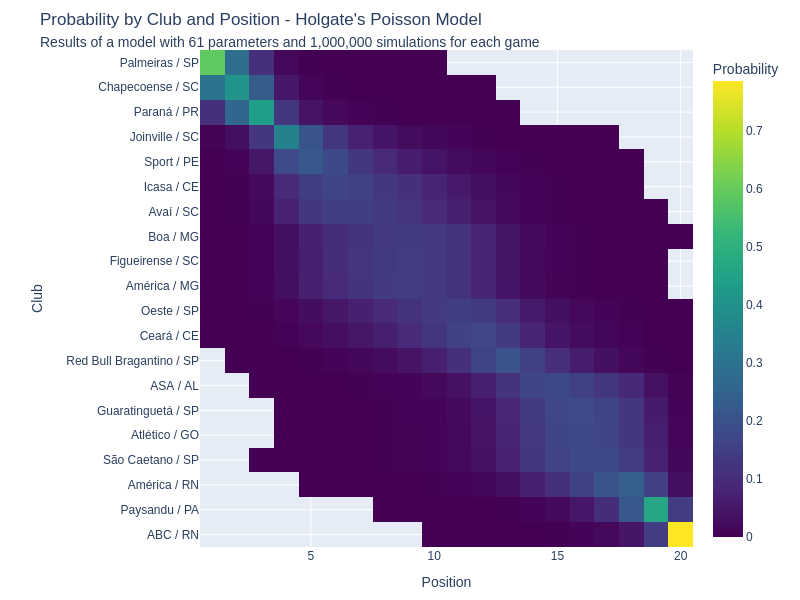 Probability by Club and Position - Holgate's Poisson Model
Results of a model with 61 parameters and 1,000,000 simulations for each game
Palmeiras / SP
Chapecoense / SC
Paraná / PR
Joinville / SC
Sport / PE
Icasa / CE
Avaí / SC
Boa / MG
Figueirense / SC
América / MG
Oeste / SP
Ceará / CE
Red Bull Bragantino / SP
ASA / AL
Guaratinguetá / SP
Atlético / GO
São Caetano / SP
América / RN
Paysandu / PA
ABC / RN
Club
5
10
15
20
Position
Probability
0.7
0.6
0.5
0.4
0.3
0.2
0.1
0